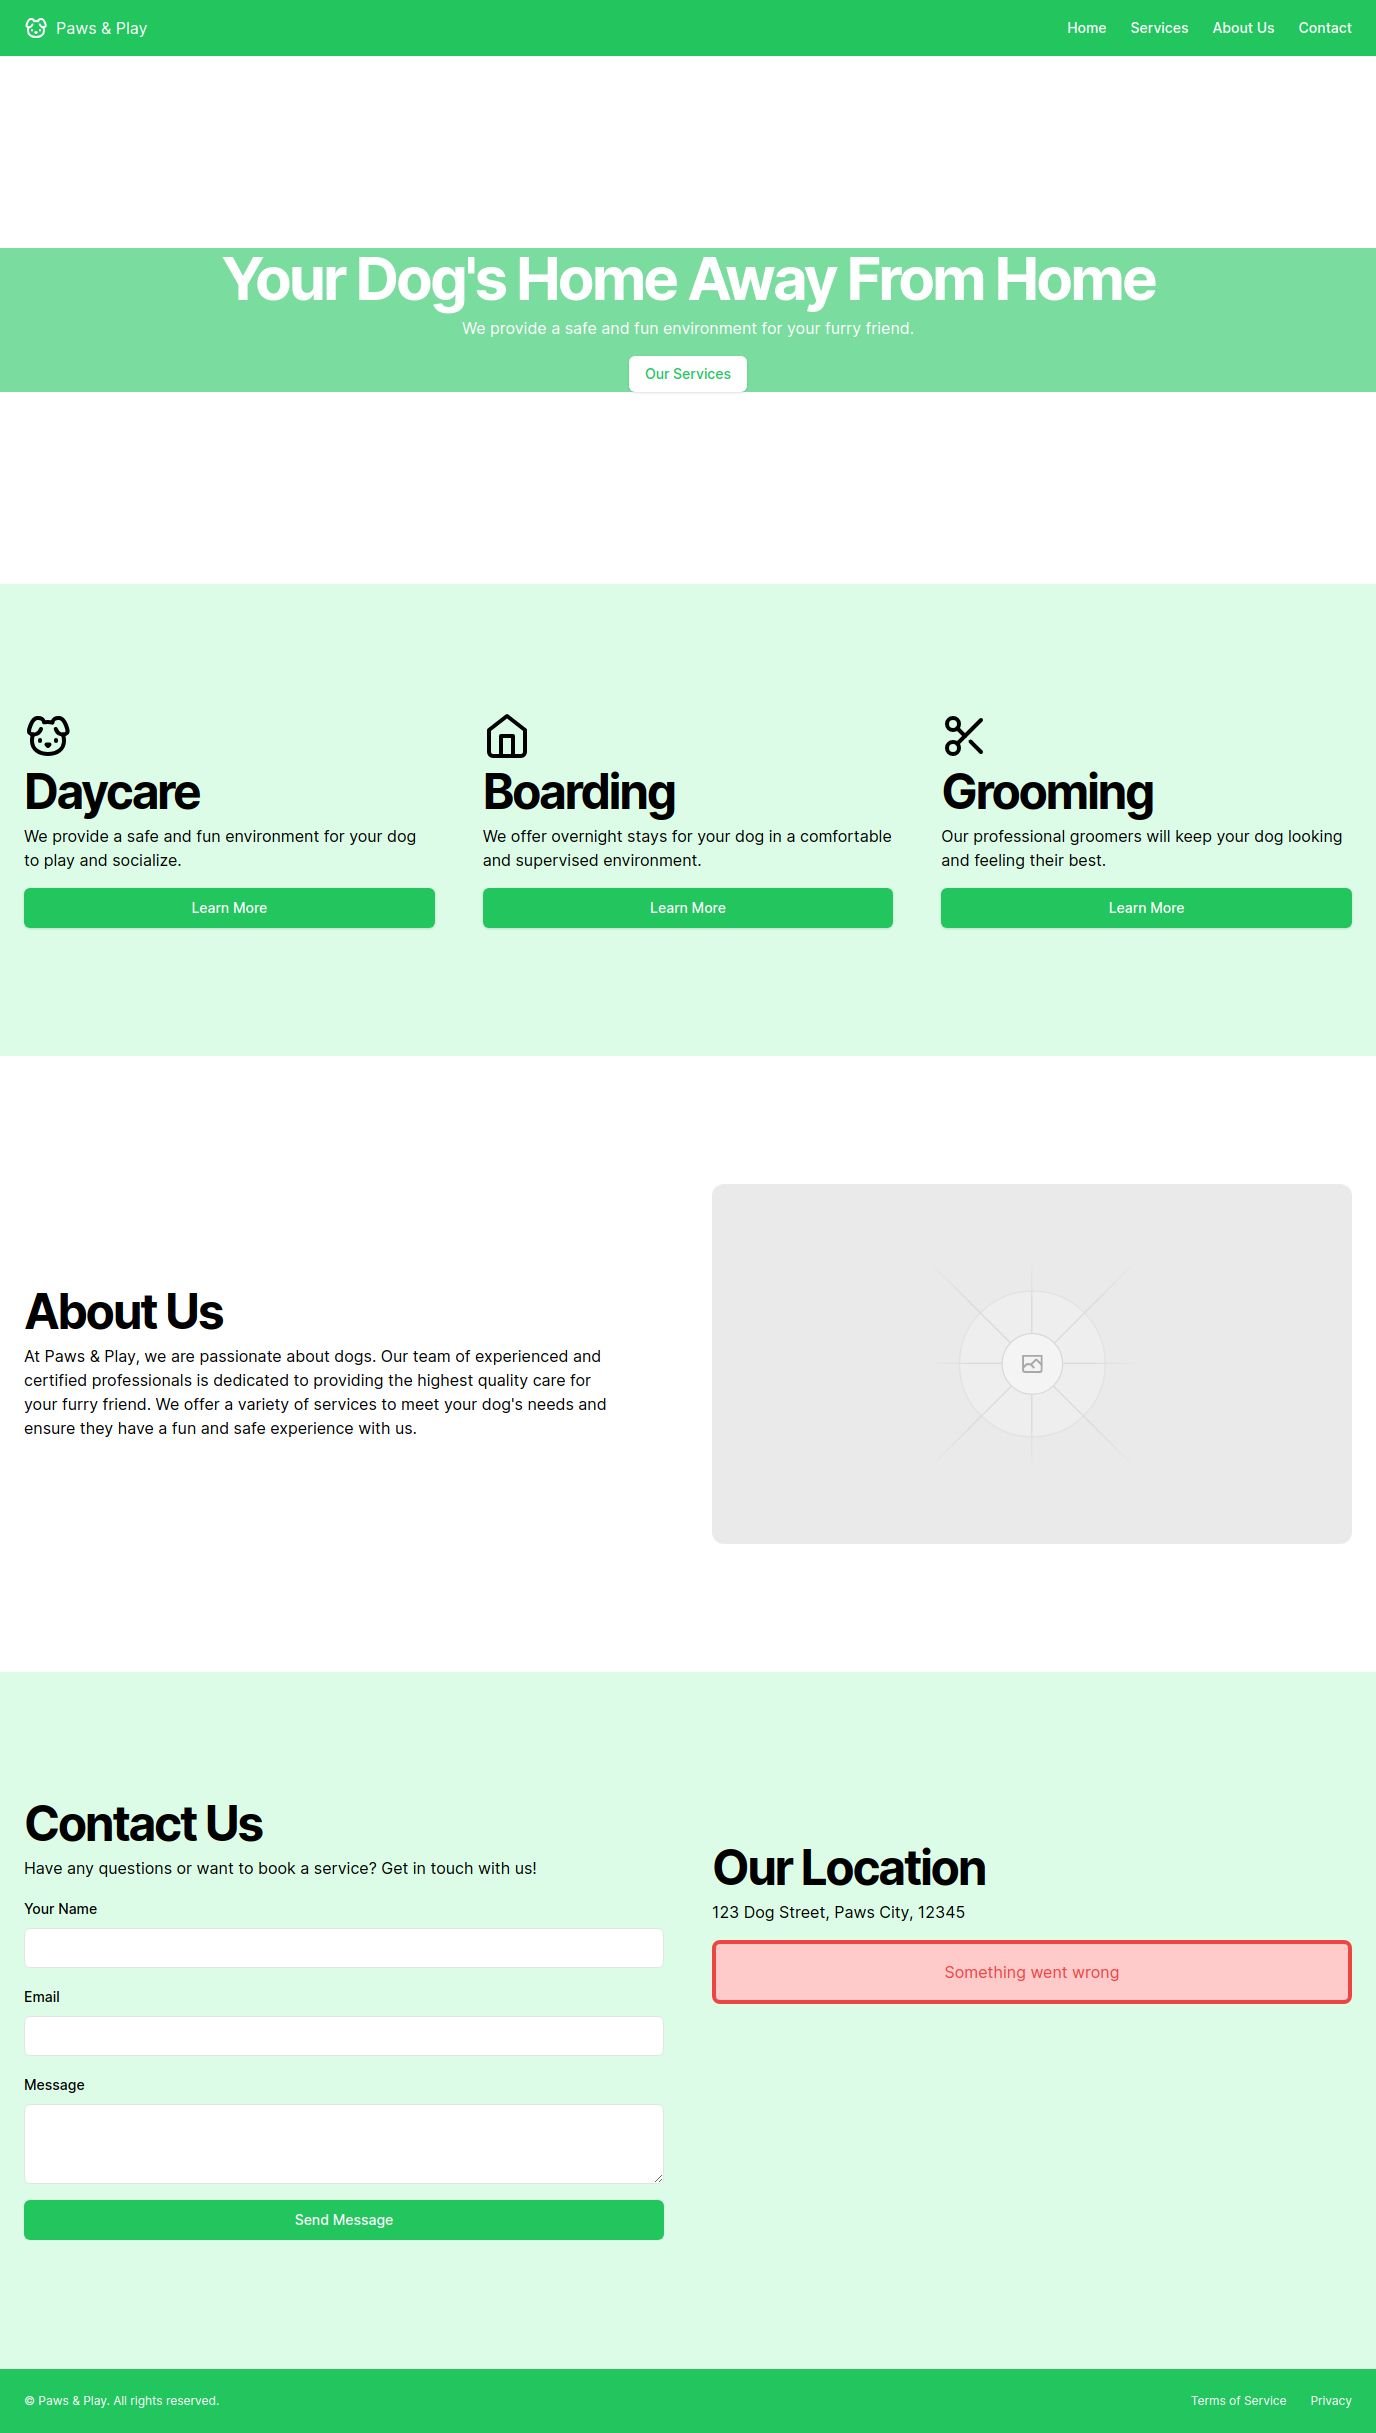 Paws & Play
Home
Services
About Us
Contact
Your Dog's Home Away From Home
We provide a safe and fun environment for your furry friend.
Our Services
Daycare
We provide a safe and fun environment for your dog
to play and socialize.
Learn More
Boarding
We offer overnight stays for your dog in a comfortable
and supervised environment.
Learn More
Grooming
Our professional groomers will keep your dog looking
and feeling their best.
Learn More
About Us
At Paws & Play, we are passionate about dogs. Our team of experienced and
certified professionals is dedicated to providing the highest quality care for
your furry friend. We offer a variety of services to meet your dog's needs and
ensure they have a fun and safe experience with us.
Contact Us
Have any questions or want to book a service? Get in touch with us!
Your Name
Email
Message
Send Message
Our Location
123 Dog Street, Paws City, 12345
Something went wrong
© Paws & Play. All rights reserved.
Terms of Service
Privacy